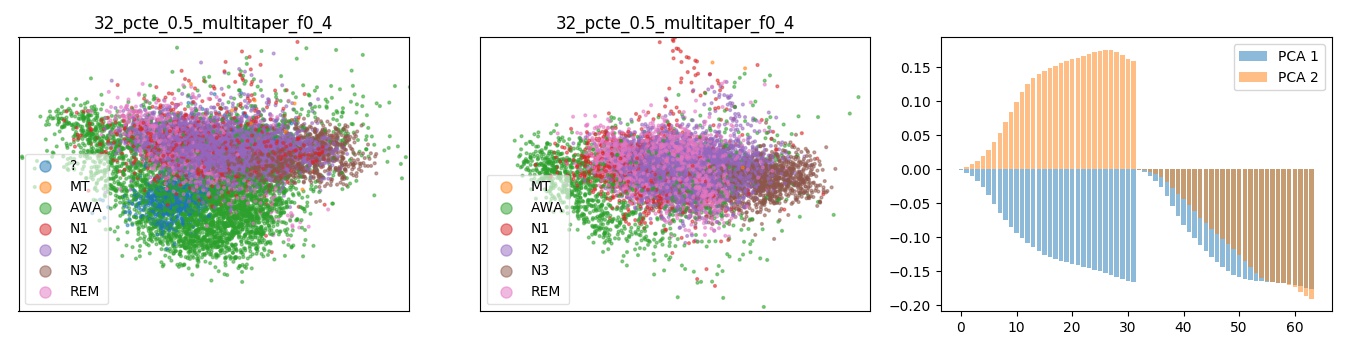 32_pcte_0.5_multitaper_f0_4
?
MT
AWA
N1
N2
N3
REM
32_pcte_0.5_multitaper_f0_4
MT
AWA
N1
N2
N3
REM
PCA 1
PCA 2
0.15
0.10
0.05
0.00
−0.05
−0.10
−0.15
−0.20
0 10 20 30 40 50 60